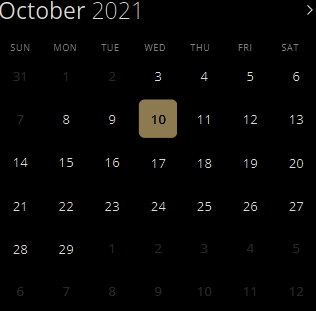 October 2021
SUN MON TUE WED THU FRI SAT
31 1 2 3 4 5 6
7 8 9 10 11 12 13
14 15 16 17 18 19 20
21 22 23 24 25 26 27
28 29 1 2 3 4 5
6 7 8 9 10 11 12